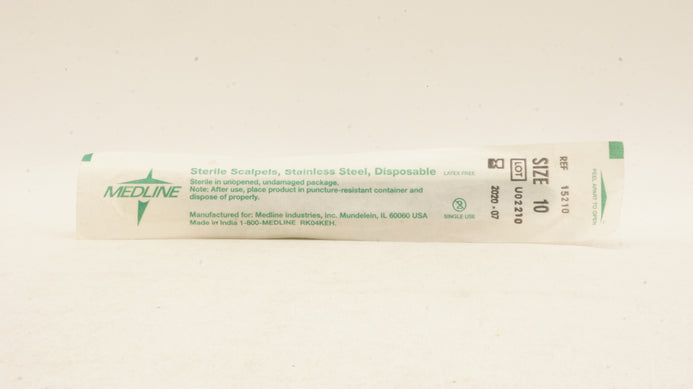 MEDLINE
Sterile Scalpels, Stainless Steel, Disposable
LATEX FREE
Sterile in unopened, undamaged package.
Note: After use, place product in puncture-resistant container and
dispose of properly.
Manufactured for: Medline Industries, Inc. Mundelein, IL 60060 USA
Made in India 1-800-MEDLINE RK04KEH.
SINGLE USE
REF 15210
SIZE 10
LOT U02210
2020-07
PEEL APART TO OPEN